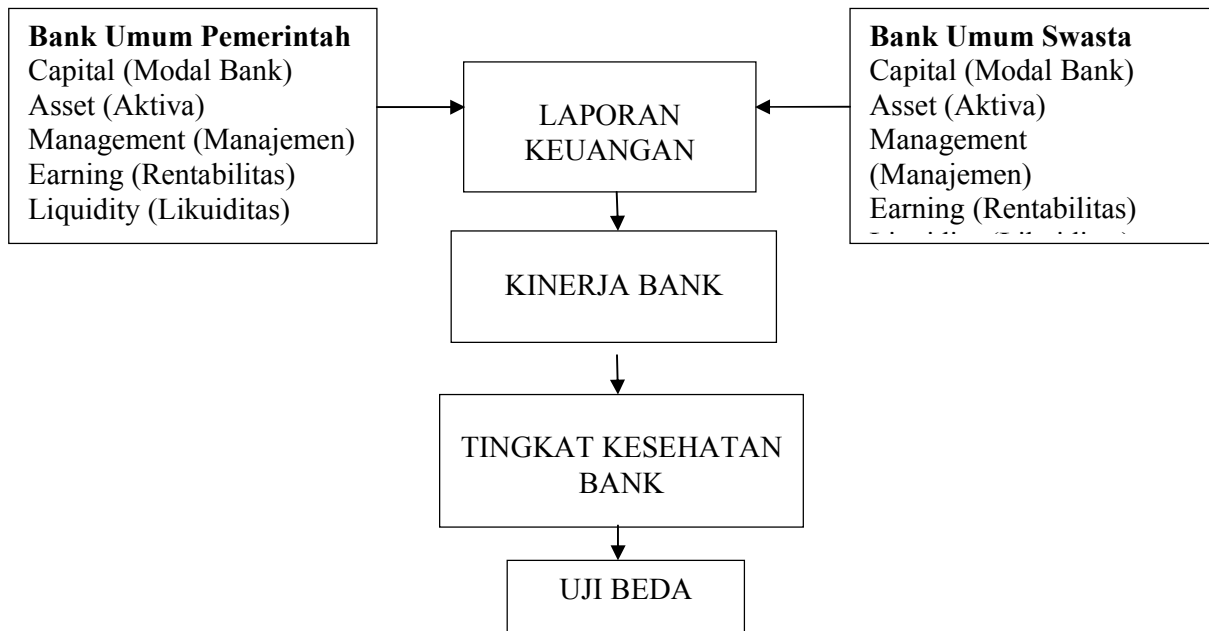 Bank Umum Pemerintah
Capital (Modal Bank)
Asset (Aktiva)
Management (Manajemen)
Earning (Rentabilitas)
Liquidity (Likuiditas)
Bank Umum Swasta
Capital (Modal Bank)
Asset (Aktiva)
Management
(Manajemen)
Earning (Rentabilitas)
LAPORAN
KEUANGAN
KINERJA BANK
TINGKAT KESEHATAN
BANK
UJI BEDA